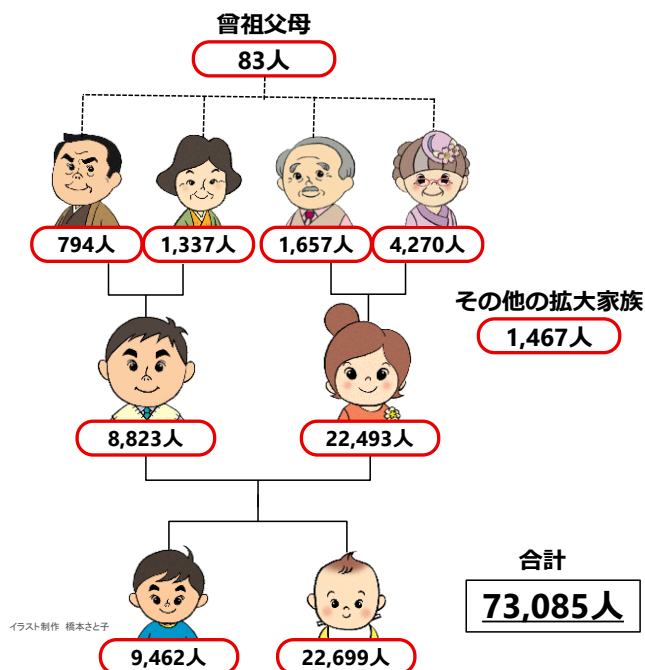 曾祖父母
83人
794人
1,337人
1,657人
4,270人
その他の拡大家族
1,467人
8,823人
22,493人
合計
73,085人
イラスト制作 橋本さと子
9,462人
22,699人